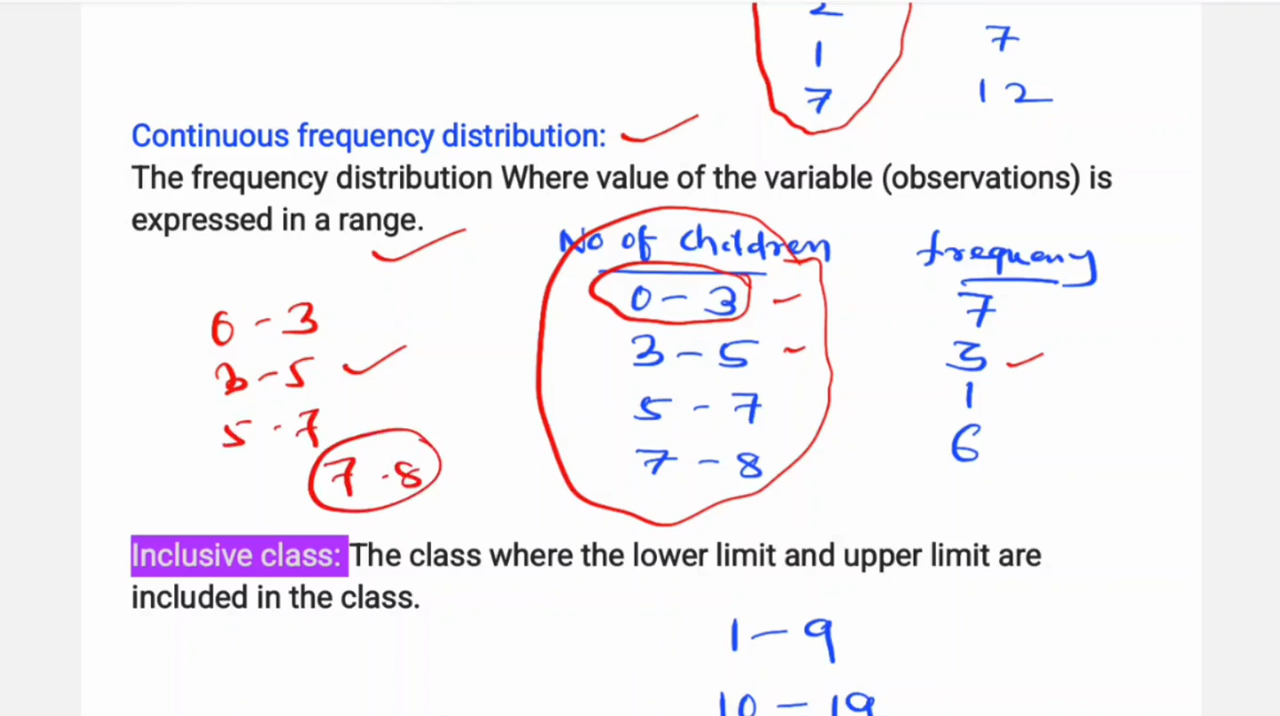 2
1 7
7 12
Continuous frequency distribution:
The frequency distribution Where value of the variable (observations) is
expressed in a range.
No of children frequency
0 - 3 7
3 - 5 3
5 - 7 1
7 - 8 6
0 - 3
3 - 5
5 - 7
7 - 8
Inclusive class: The class where the lower limit and upper limit are
included in the class.
1 - 9
10 - 19